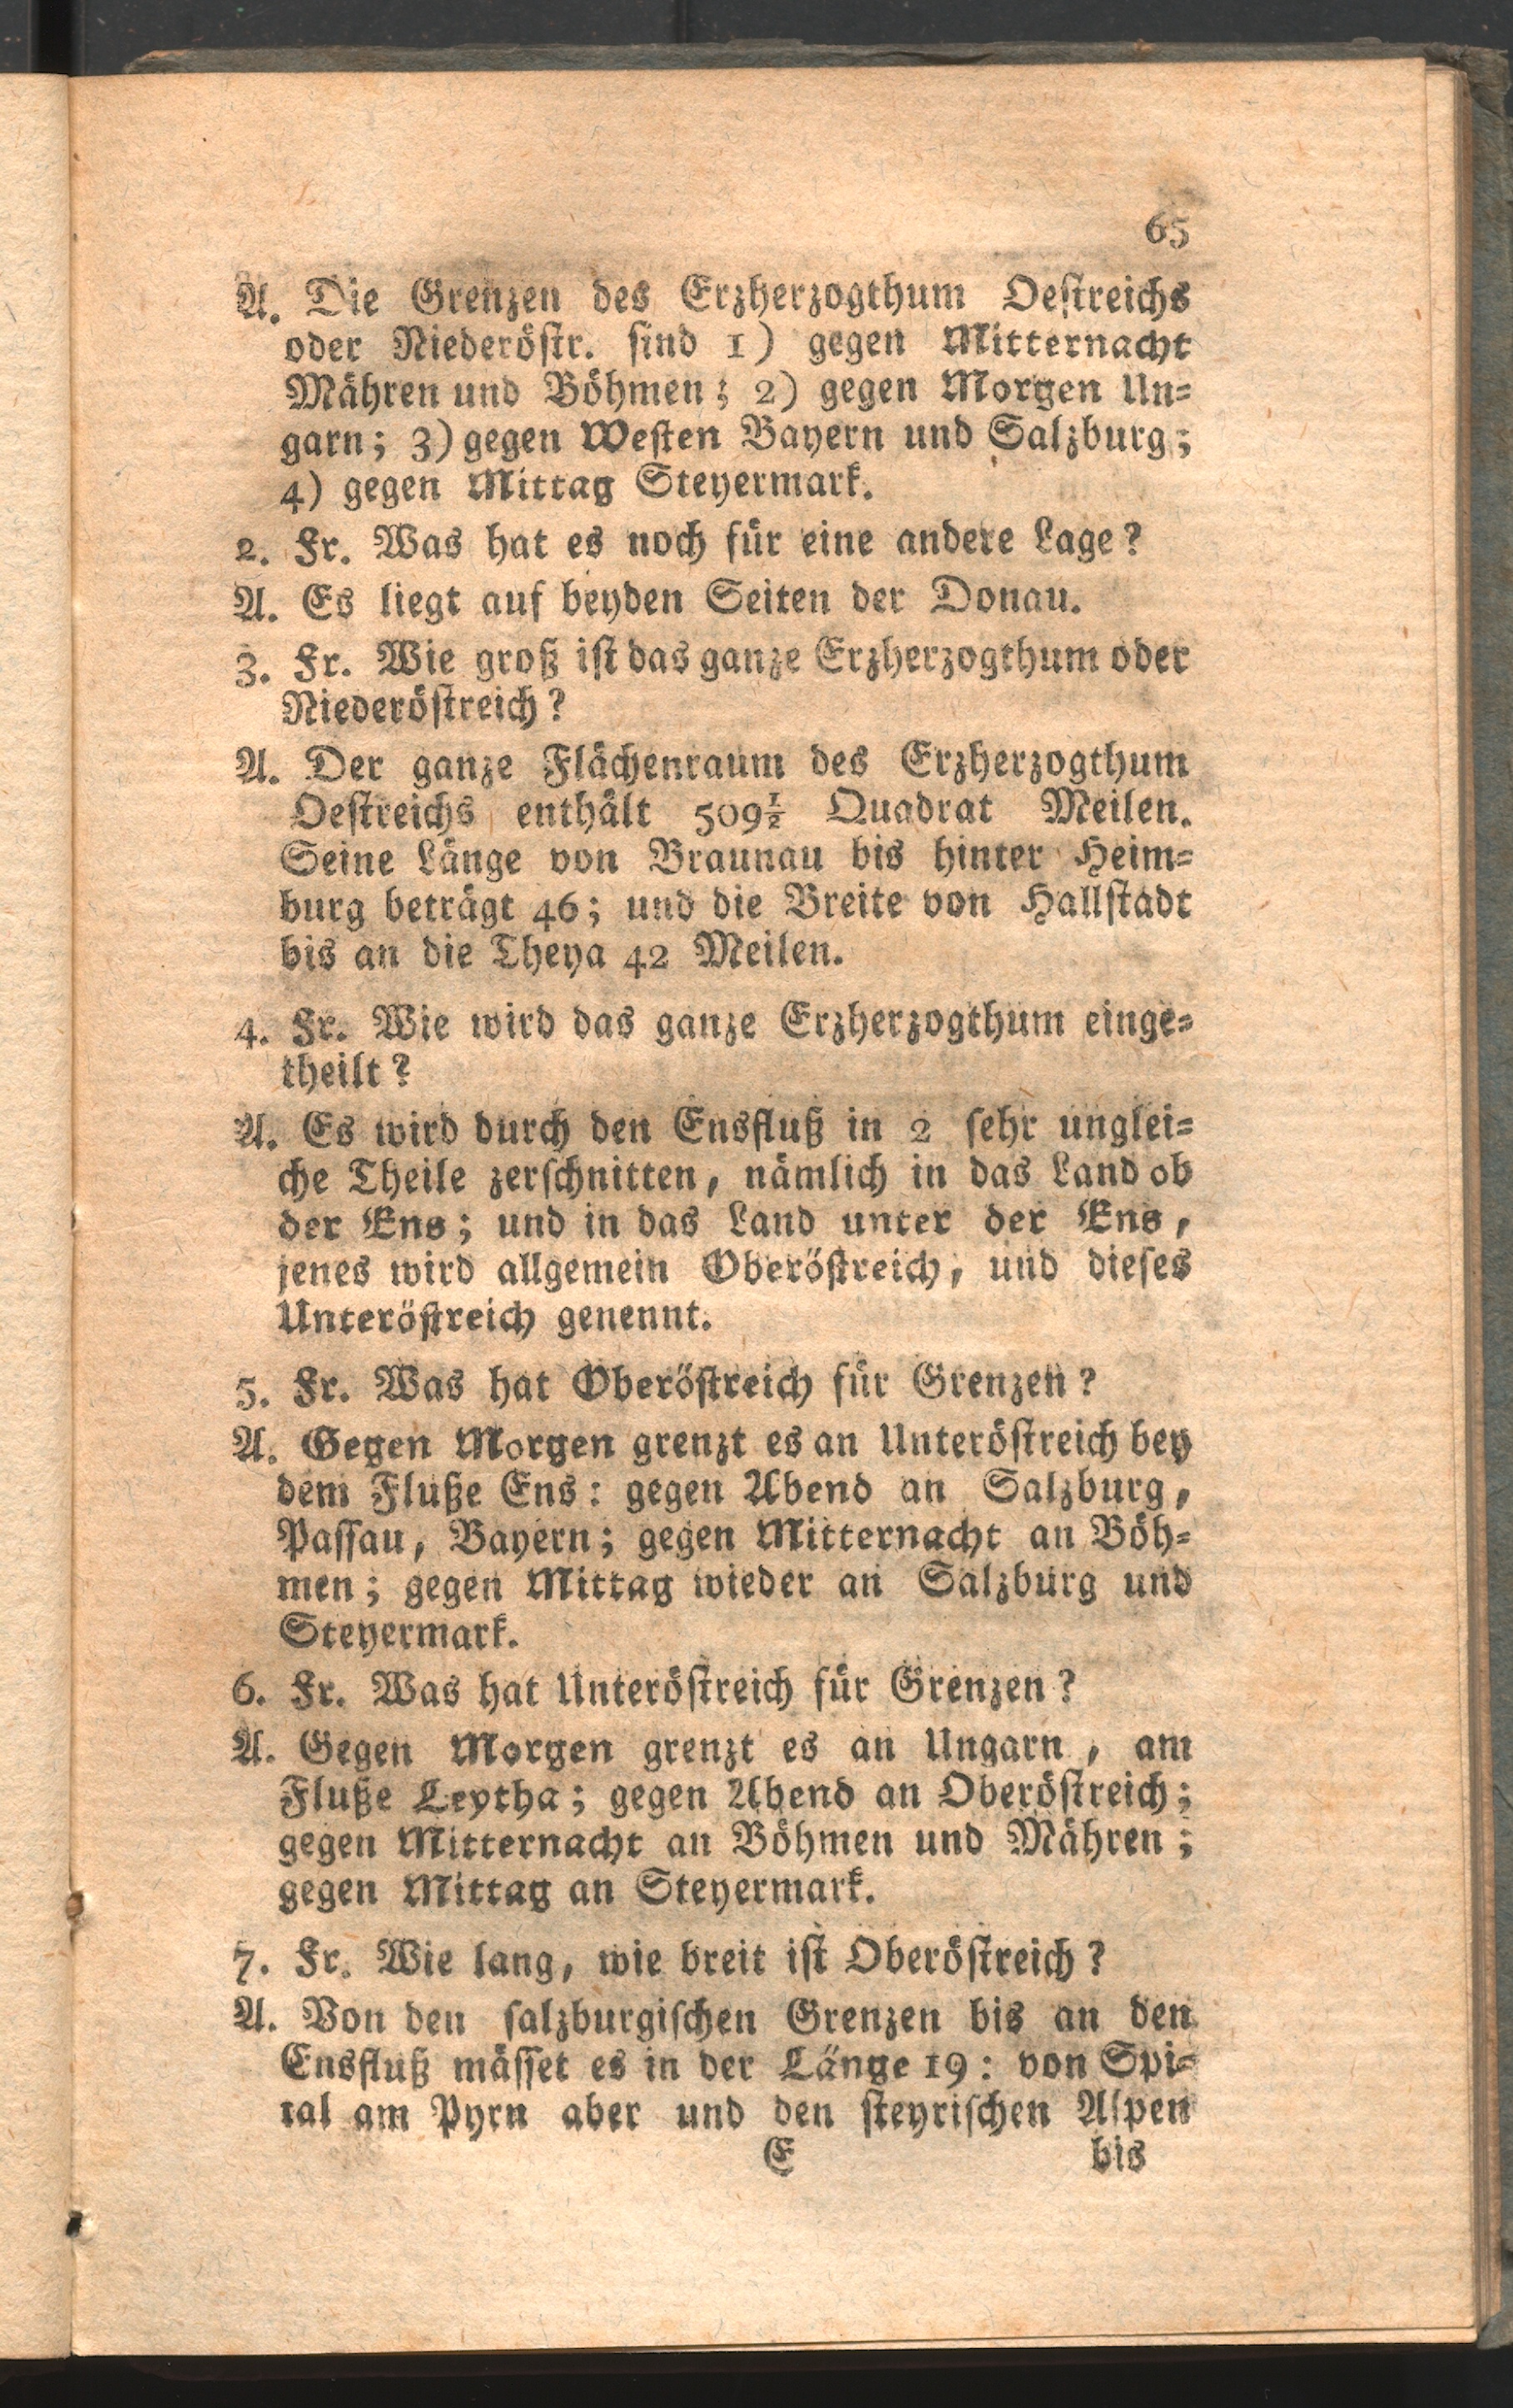 65
A. Die Grenzen des Erzherzogthum Oestreichs
oder Niederöstr. sind 1) gegen Mitternacht
Mähren und Böhmen; 2) gegen Morgen Un=
garn; 3) gegen Westen Bayern und Salzburg;
4) gegen Mittag Steyermark.
2. Fr. Was hat es noch für eine andere Lage?
A. Es liegt auf beyden Seiten der Donau.
3. Fr. Wie groß ist das ganze Erzherzogthum oder
Niederöstreich?
A. Der ganze Flächenraum des Erzherzogthum
Oestreichs enthält 509½ Quadrat Meilen.
Seine Länge von Braunau bis hinter Heim=
burg beträgt 46; und die Breite von Hallstadt
bis an die Theya 42 Meilen.
4. Fr. Wie wird das ganze Erzherzogthum einge=
theilt?
A. Es wird durch den Ensfluß in 2 sehr unglei=
che Theile zerschnitten, nämlich in das Land ob
der Ens; und in das Land unter der Ens,
jenes wird allgemein Oberöstreich, und dieses
Unteröstreich genennt.
5. Fr. Was hat Oberöstreich für Grenzen?
A. Gegen Morgen grenzt es an Unteröstreich bey
dem Fluße Ens: gegen Abend an Salzburg,
Passau, Bayern; gegen Mitternacht an Böh=
men; gegen Mittag wieder an Salzburg und
Steyermark.
6. Fr. Was hat Unteröstreich für Grenzen?
A. Gegen Morgen grenzt es an Ungarn, am
Fluße Leytha; gegen Abend an Oberöstreich;
gegen Mitternacht an Böhmen und Mähren;
gegen Mittag an Steyermark.
7. Fr. Wie lang, wie breit ist Oberöstreich?
A. Von den salzburgischen Grenzen bis an den
Ensfluß mässet es in der Länge 19: von Spi=
tal am Pyrn aber und den steyrischen Alpen
E bis